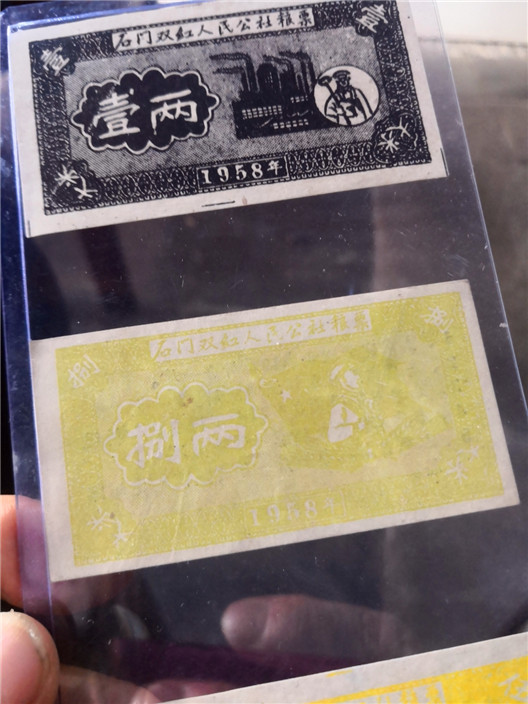 石门双红人民公社粮票
壹 壹
壹两
1958年
石门双红人民公社粮票
捌 捌
捌两
1958年